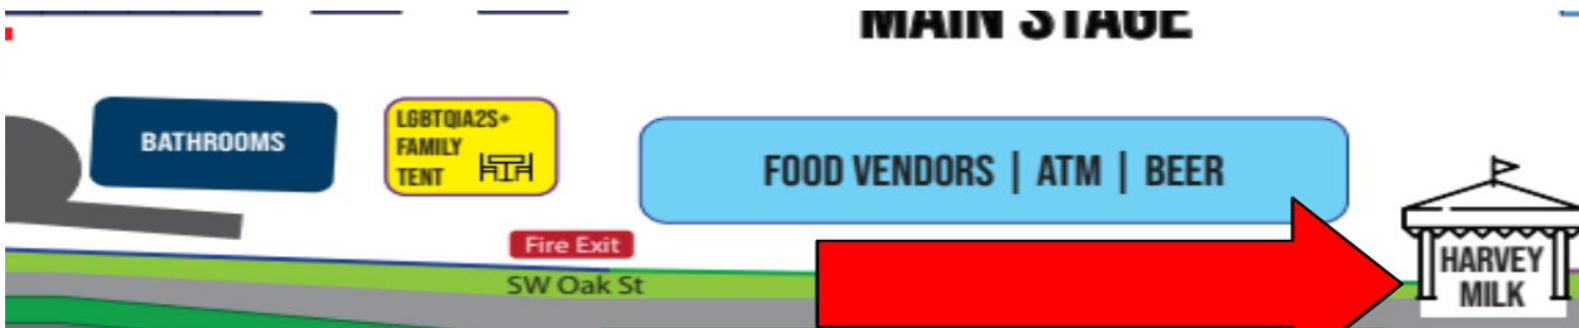 MAIN STAGE
BATHROOMS
LGBTQIA2S+
FAMILY
TENT
FOOD VENDORS | ATM | BEER
Fire Exit
SW Oak St
HARVEY
MILK